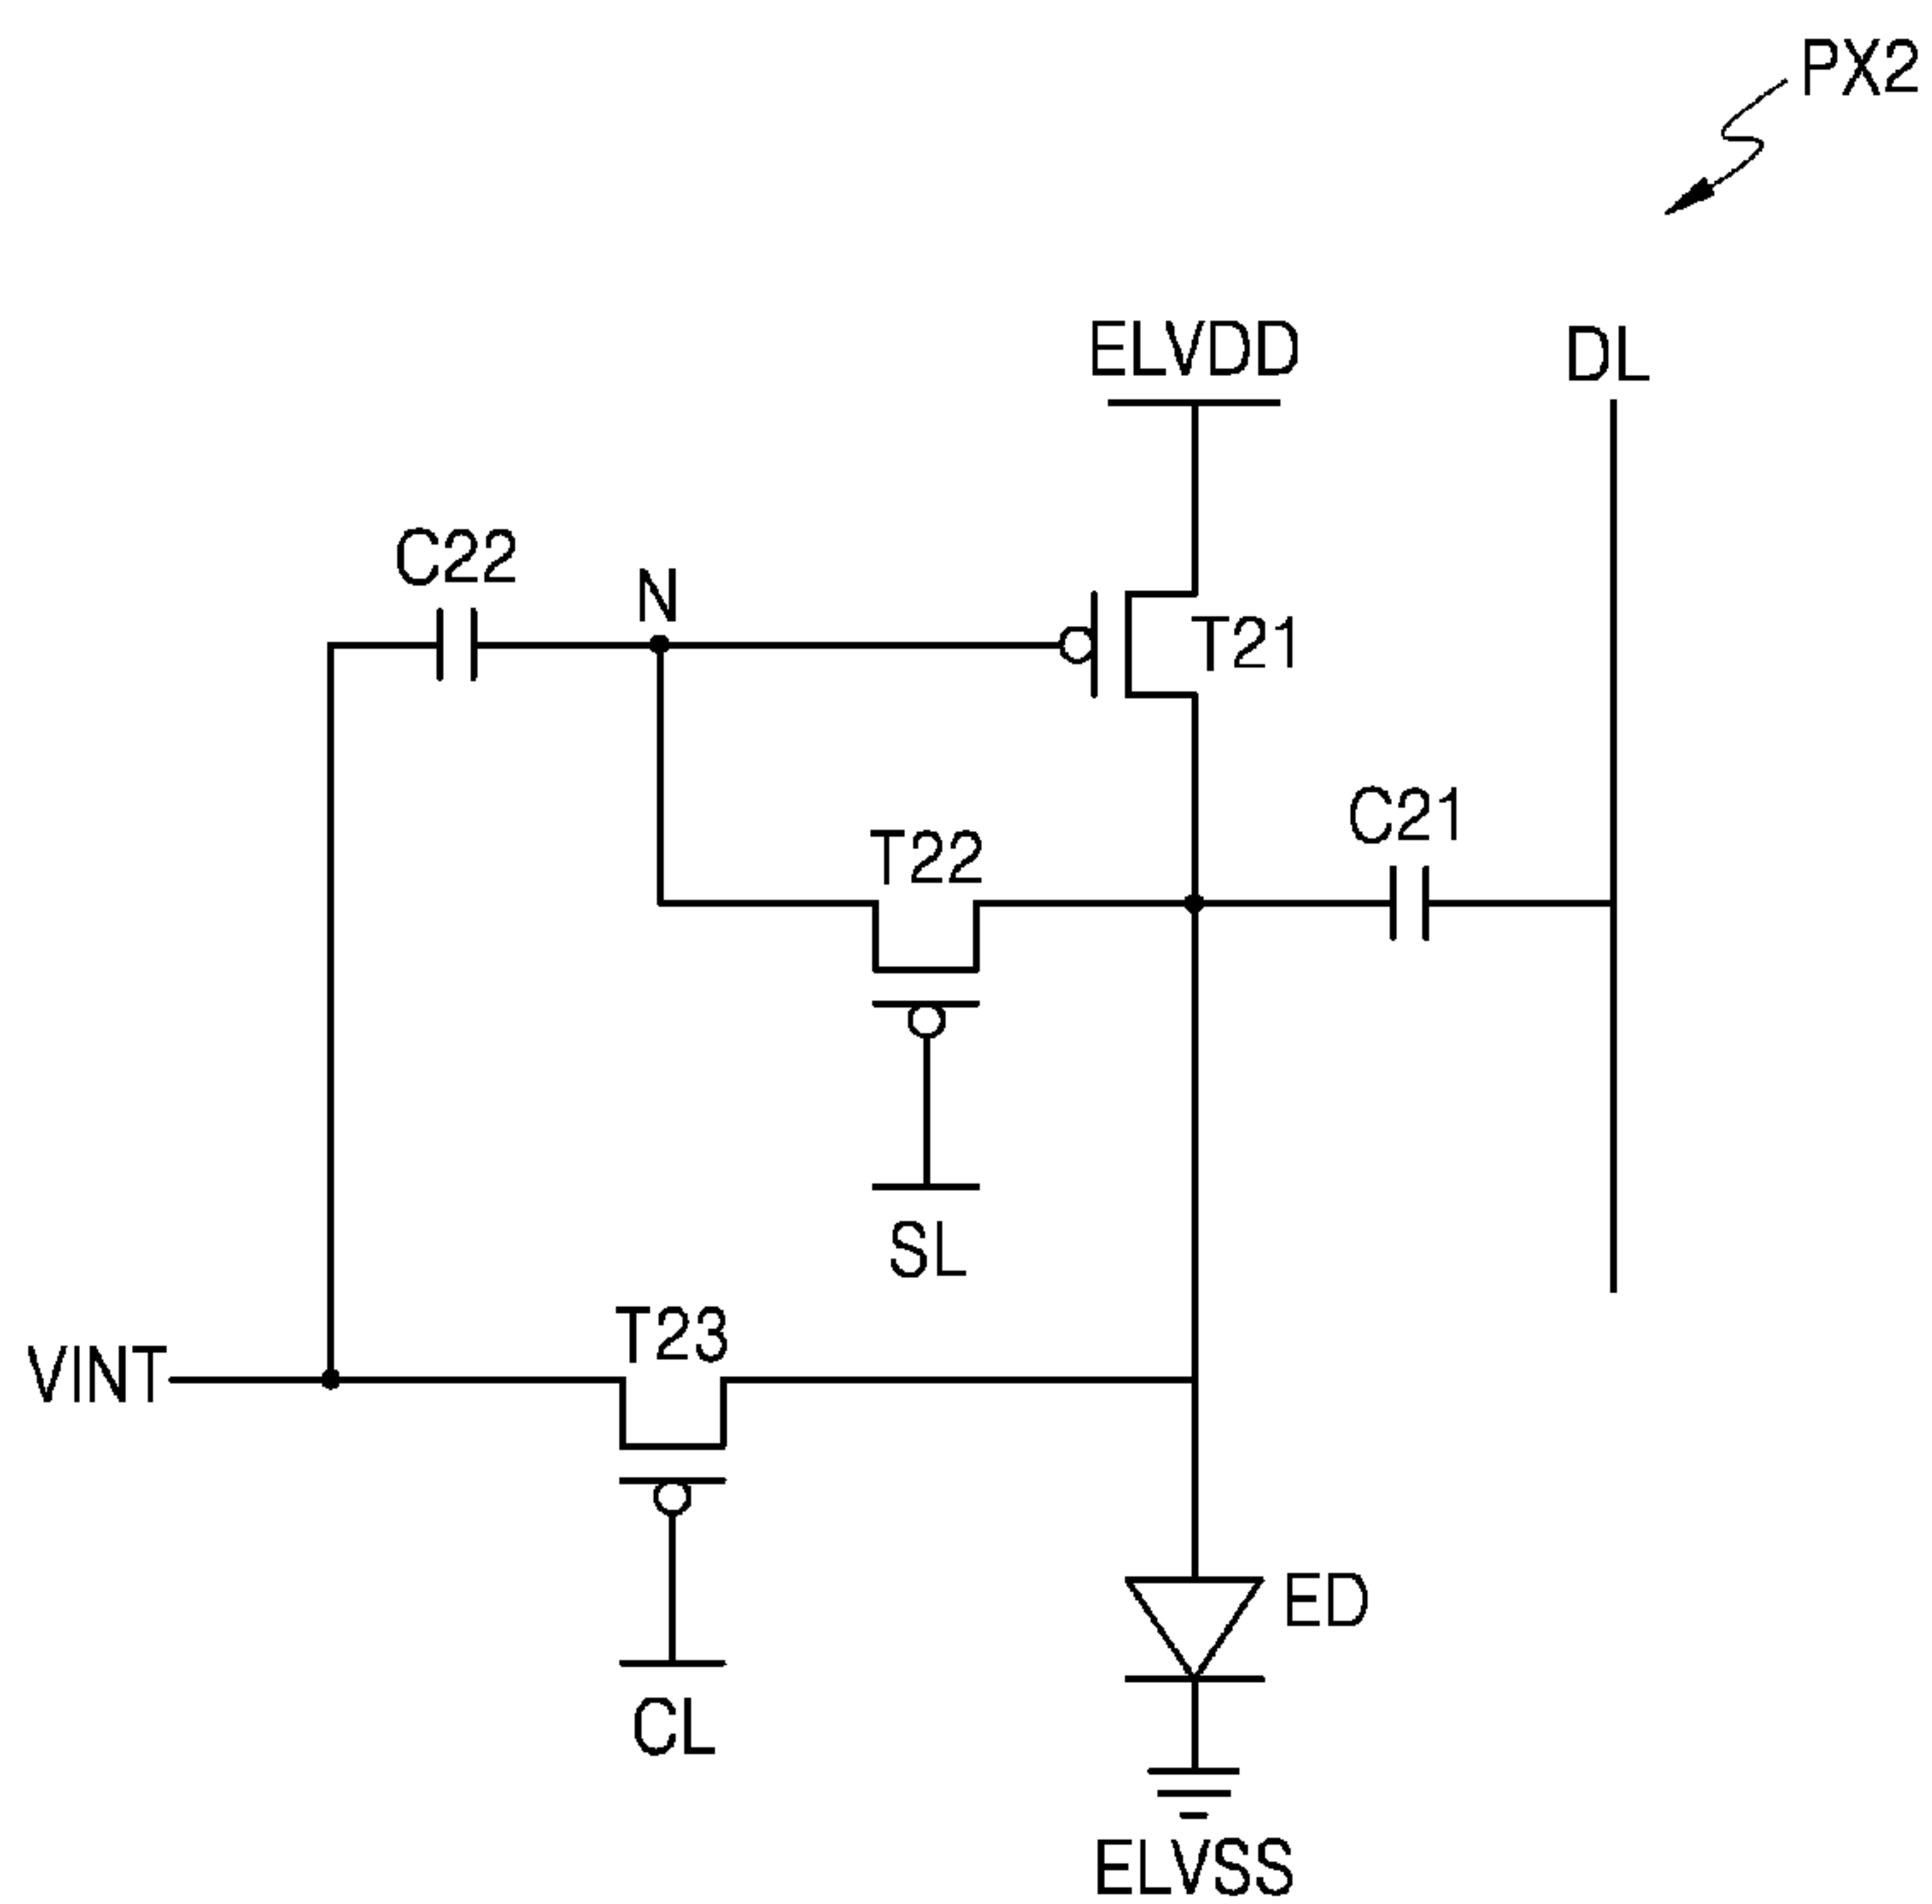 PX2
ELVDD
DL
C22
N
T21
C21
T22
SL
T23
VINT
ED
CL
ELVSS